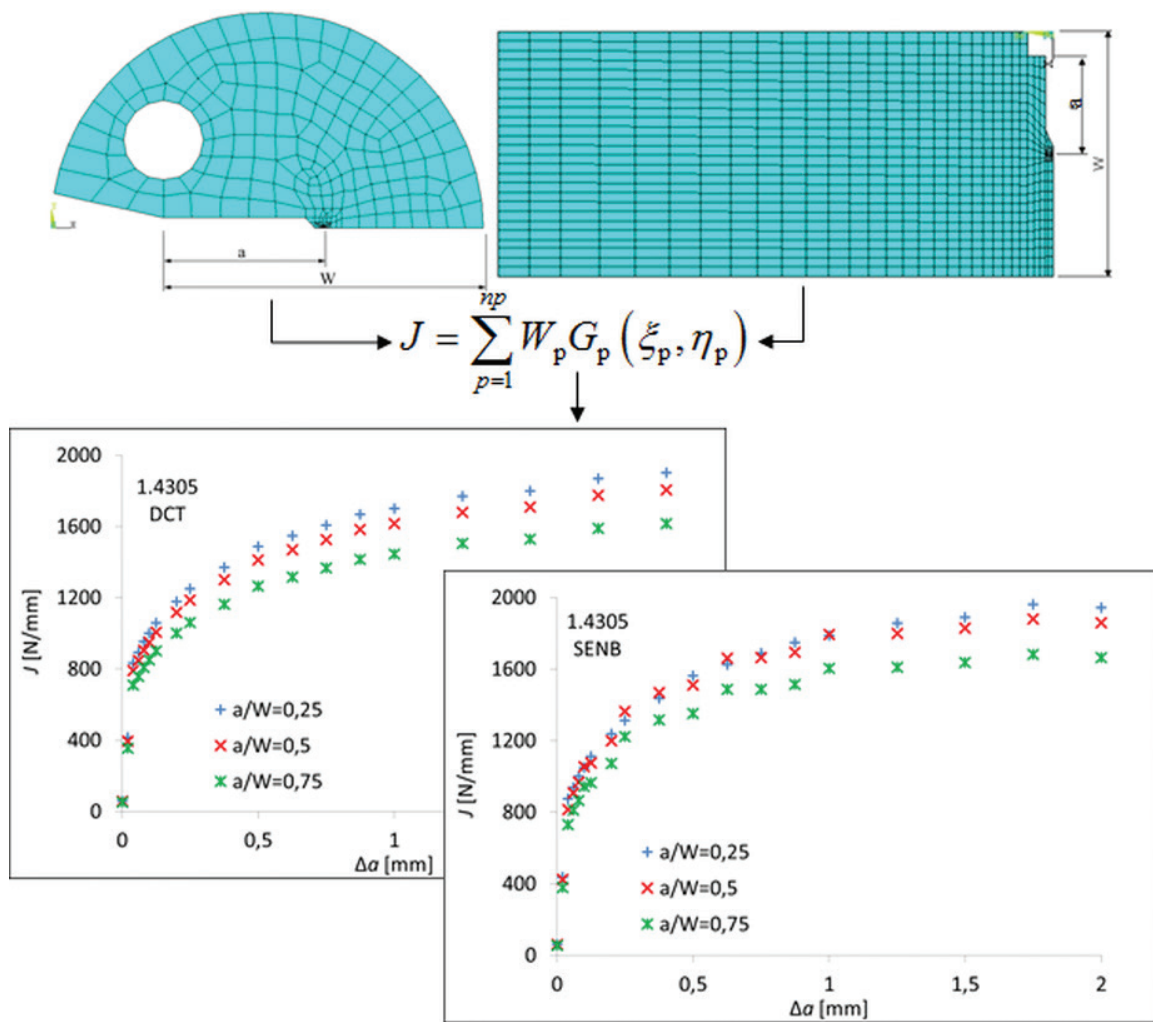 a
W
a
W
J = \sum_{p=1}^{np} W_p G_p (ξ_p, η_p)
2000
1600
1200
800
400
0
J [N/mm]
1.4305
DCT
a/W=0,25
a/W=0,5
a/W=0,75
0
0,5
1
Δa [mm]
2000
1600
1200
800
400
0
J [N/mm]
1.4305
SENB
a/W=0,25
a/W=0,5
a/W=0,75
0
0,5
1
1,5
2
Δa [mm]